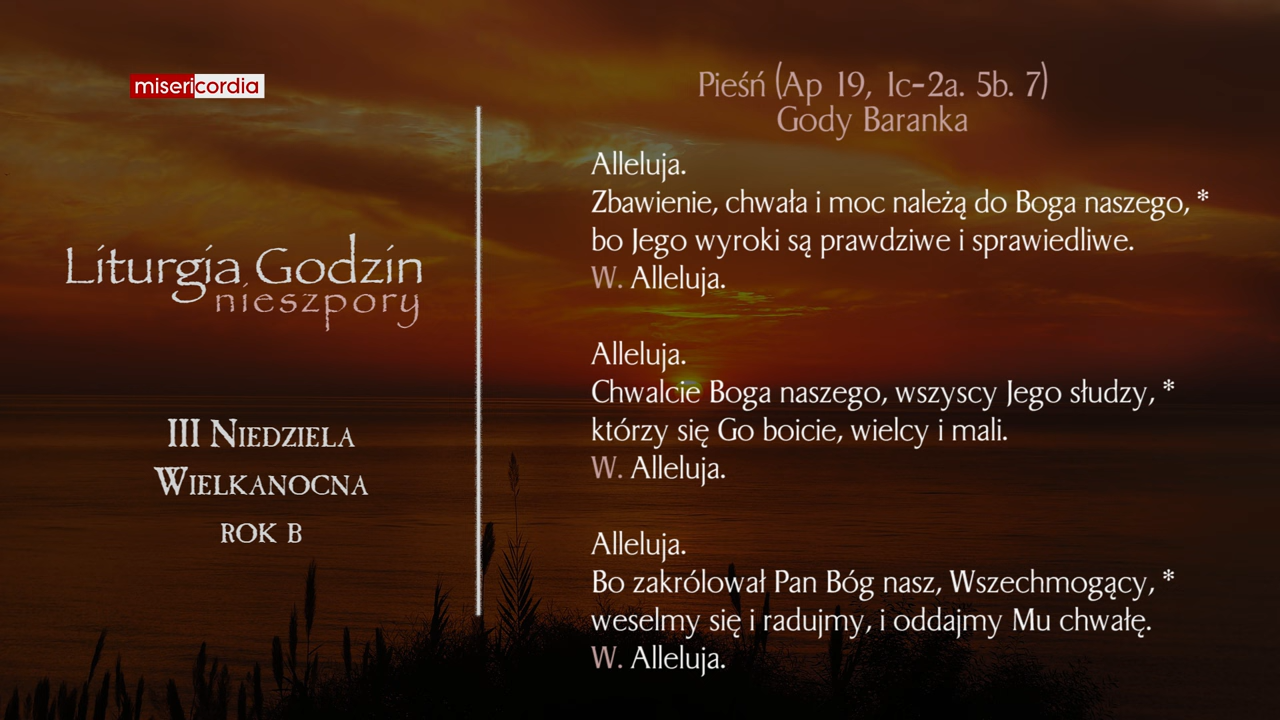 misericordia
Liturgia Godzin
nieszpory
III Niedziela
Wielkanocna
rok B
Pieśń (Ap 19, 1c-2a. 5b. 7)
Gody Baranka
Alleluja.
Zbawienie, chwała i moc należą do Boga naszego, *
bo Jego wyroki są prawdziwe i sprawiedliwe.
W. Alleluja.
Alleluja.
Chwalcie Boga naszego, wszyscy Jego słudzy, *
którzy się Go boicie, wielcy i mali.
W. Alleluja.
Alleluja.
Bo zakrólował Pan Bóg nasz, Wszechmogący, *
weselmy się i radujmy, i oddajmy Mu chwałę.
W. Alleluja.